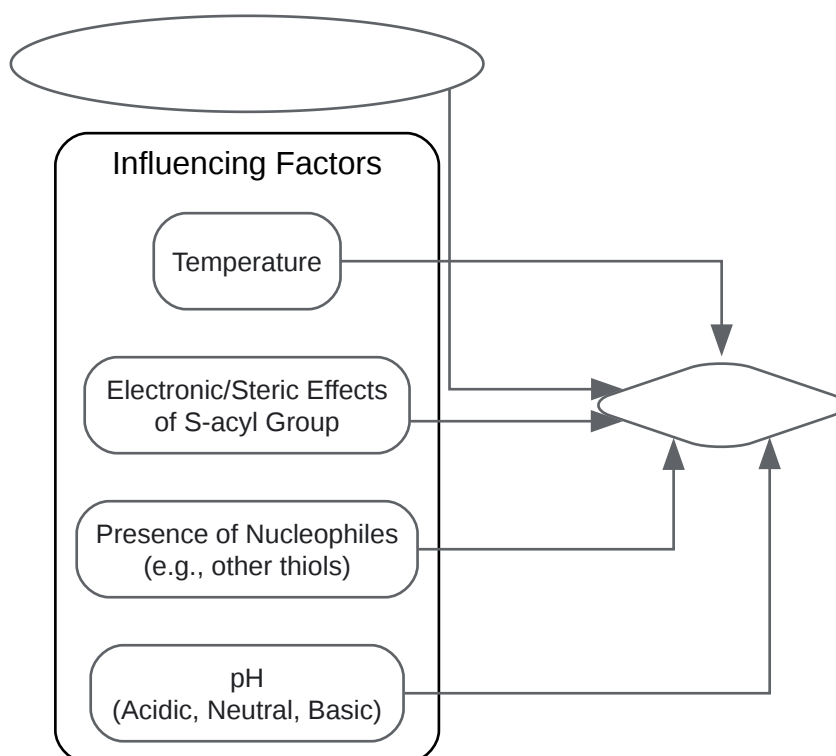 Influencing Factors
Temperature
Electronic/Steric Effects
of S-acyl Group
Presence of Nucleophiles
(e.g., other thiols)
pH
(Acidic, Neutral, Basic)